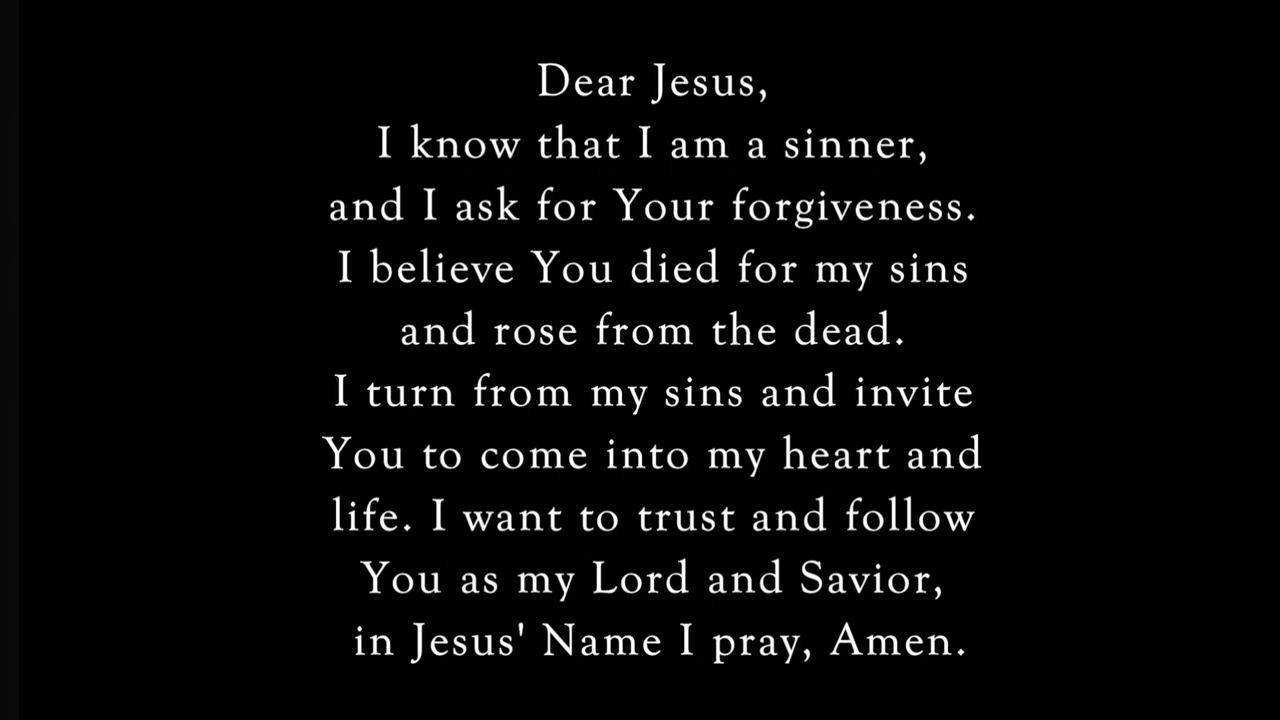 Dear Jesus,
I know that I am a sinner,
and I ask for Your forgiveness.
I believe You died for my sins
and rose from the dead.
I turn from my sins and invite
You to come into my heart and
life. I want to trust and follow
You as my Lord and Savior,
in Jesus' Name I pray, Amen.